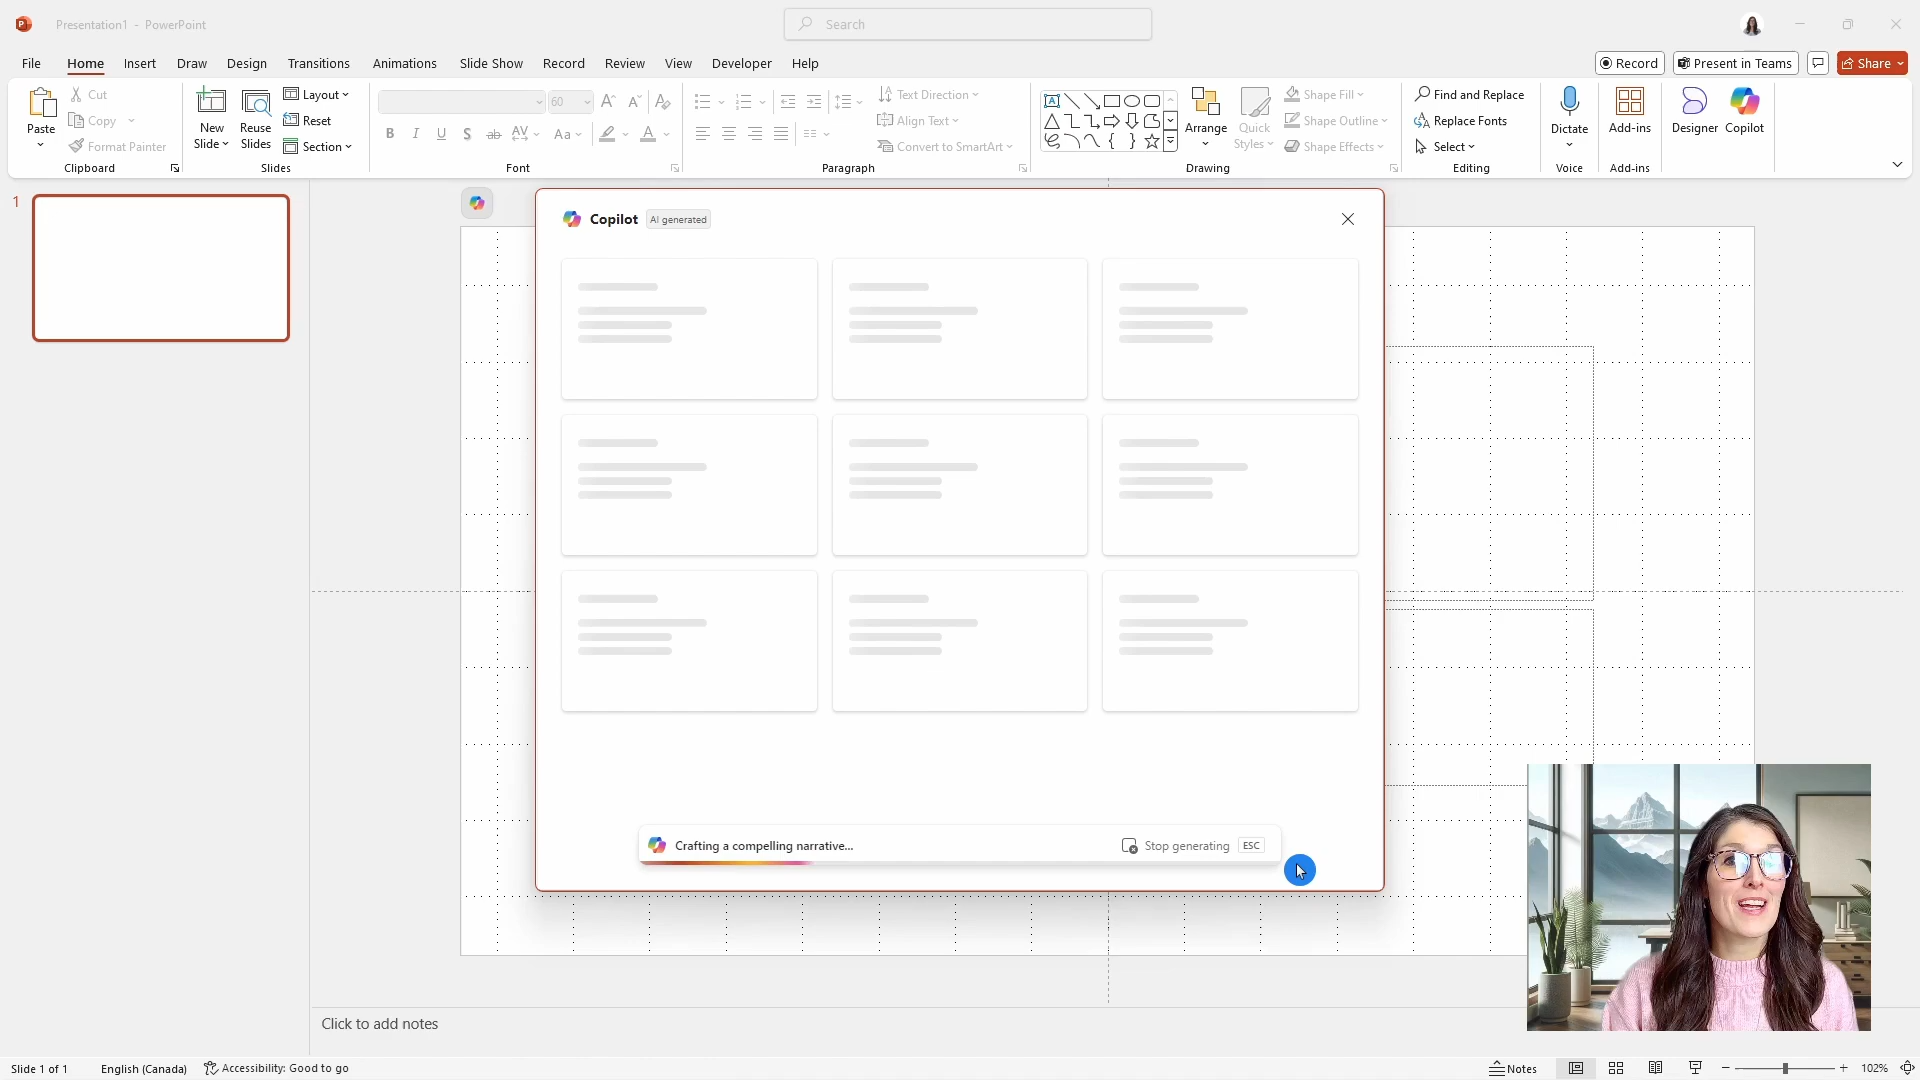 Presentation1 - PowerPoint
Search
File Home Insert Draw Design Transitions Animations Slide Show Record Review View Developer Help
Record Present in Teams Share
Paste
Cut
Copy
Format Painter
Clipboard
New Slide
Reuse Slides
Layout
Reset
Section
Slides
60
Font
Text Direction
Align Text
Convert to SmartArt
Paragraph
Arrange
Quick Styles
Shape Fill
Shape Outline
Shape Effects
Drawing
Find and Replace
Replace Fonts
Select
Editing
Dictate
Voice
Add-ins
Add-ins
Designer
Copilot
1
Copilot AI generated
Crafting a compelling narrative...
Stop generating ESC
Click to add notes
Slide 1 of 1 English (Canada) Accessibility: Good to go
Notes 102%